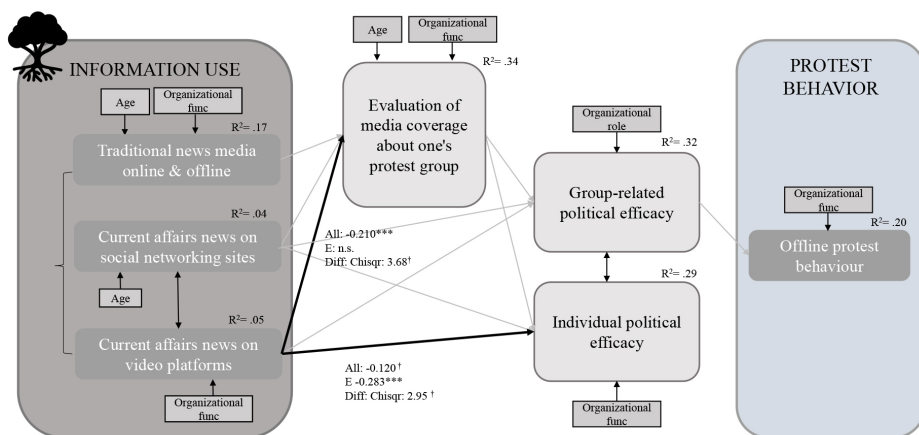 INFORMATION USE
Age
Organizational
func
R²= .17
Traditional news media
online & offline
R²= .04
Current affairs news on
social networking sites
Age
R²= .05
Current affairs news on
video platforms
Organizational
func
Age
Organizational
func
R²= .34
Evaluation of
media coverage
about one's
protest group
All: -0.210***
E: n.s.
Diff: Chisqr: 3.68†
All: -0.120 †
E -0.283***
Diff: Chisqr: 2.95 †
Organizational
role
R²= .32
Group-related
political efficacy
R²= .29
Individual political
efficacy
Organizational
func
PROTEST
BEHAVIOR
Organizational
func
R²= .20
Offline protest
behaviour